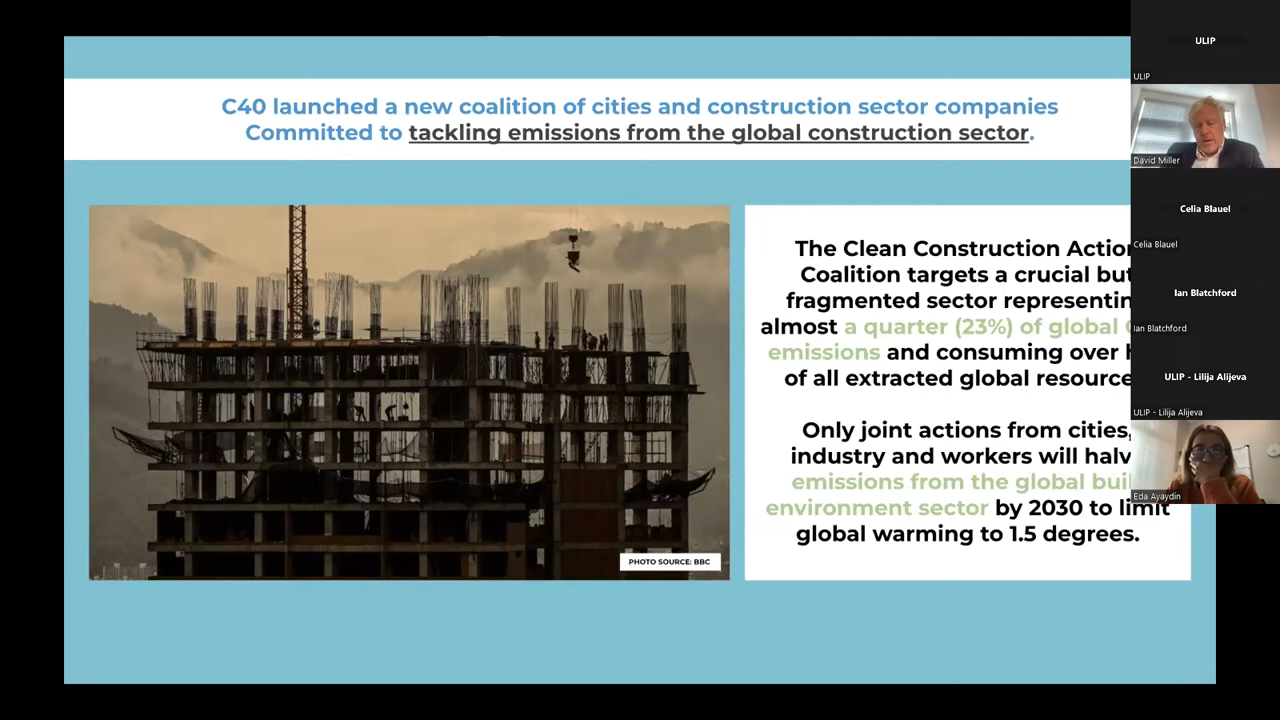 C40 launched a new coalition of cities and construction sector companies
Committed to tackling emissions from the global construction sector.
PHOTO SOURCE: BBC
The Clean Construction Action
Coalition targets a crucial but
fragmented sector representin
almost a quarter (23%) of global
emissions and consuming over
of all extracted global resource
Only joint actions from cities,
industry and workers will halv
emissions from the global buil
environment sector by 2030 to limit
global warming to 1.5 degrees.
ULIP
ULIP
David Miller
Celia Blauel
Celia Blauel
Ian Blatchford
Ian Blatchford
ULIP - Lilija Alijeva
ULIP - Lilija Alijeva
Eda Ayaydin